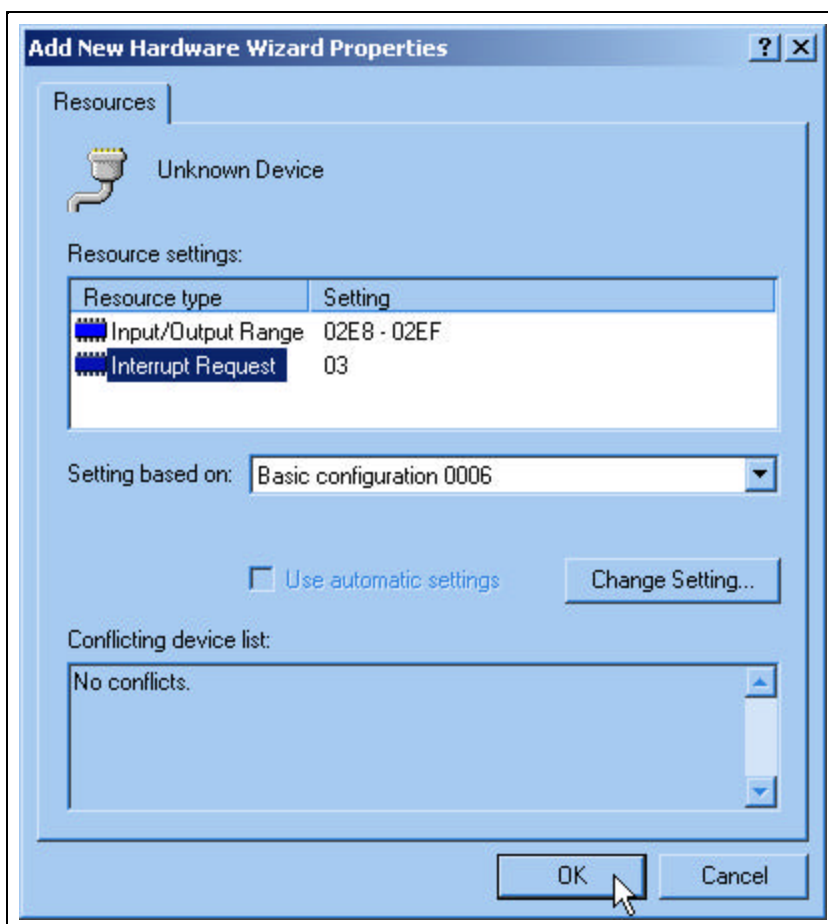 Add New Hardware Wizard Properties
Resources
Unknown Device
Resource settings:
Resource type Setting
Input/Output Range 02E8 - 02EF
Interrupt Request 03
Setting based on: Basic configuration 0006
Use automatic settings Change Setting...
Conflicting device list:
No conflicts.
OK Cancel